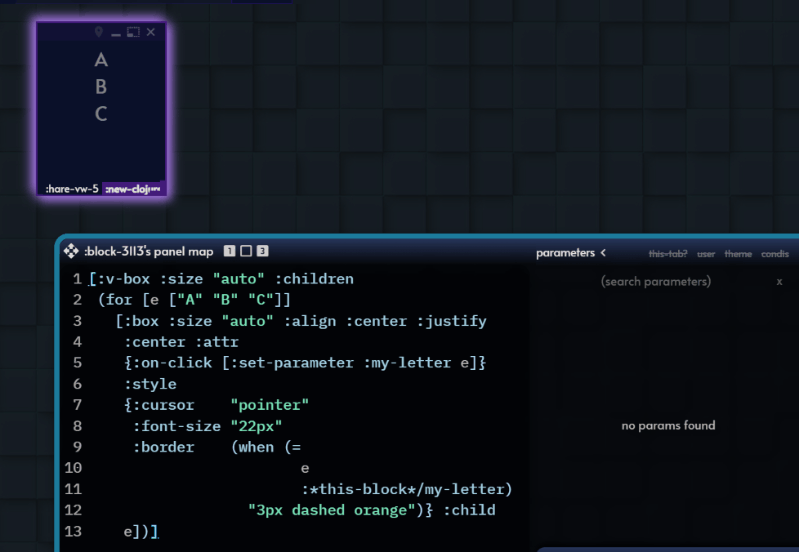 A
B
C
:hare-vw-5 :new-cloj
:block-3113's panel map 1 3 parameters < this-tab? user theme condis
(search parameters) x
1 [:v-box :size "auto" :children
2 (for [e ["A" "B" "C"]]
3 [:box :size "auto" :align :center :justify
4 :center :attr
5 {:on-click [:set-parameter :my-letter e]}
6 :style
7 {:cursor "pointer"
8 :font-size "22px"
9 :border (when (=
10 e
11 :*this-block*/my-letter)
12 "3px dashed orange")} :child
13 e])]
no params found